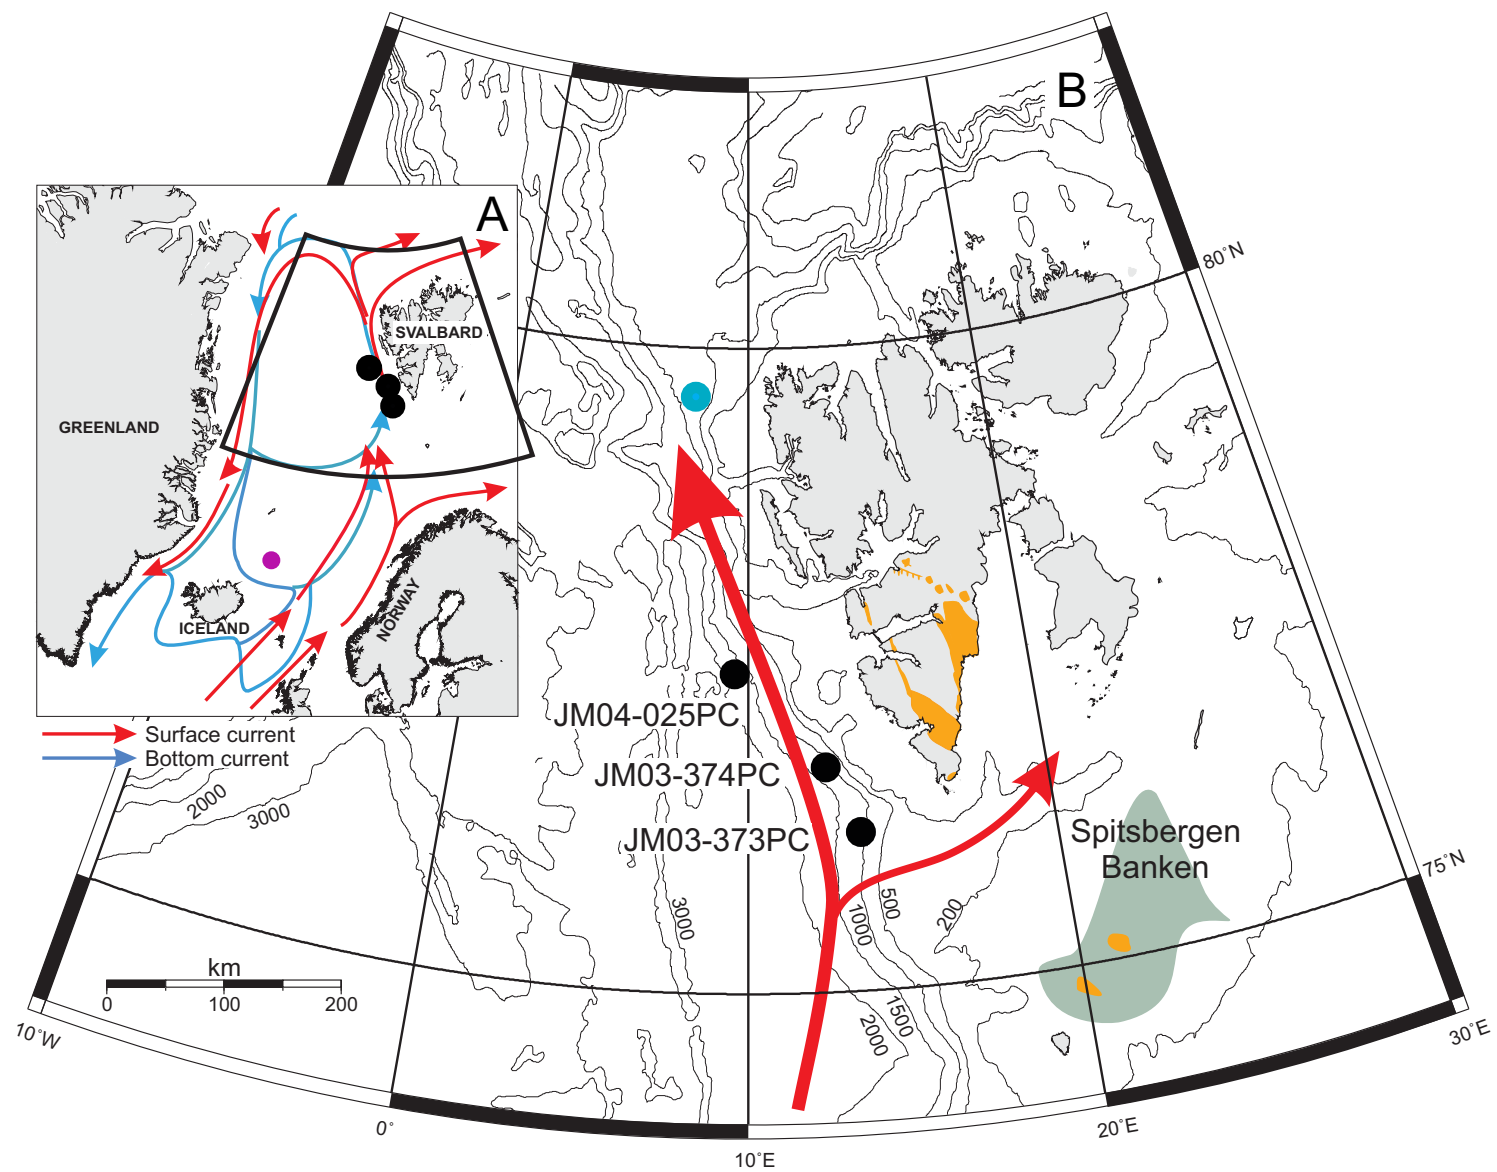 B
A
80˚N
SVALBARD
GREENLAND
NORWAY
ICELAND
Surface current
Bottom current
JM04-025PC
JM03-374PC
JM03-373PC
2000
3000
Spitsbergen
Banken
75˚N
3000
1000
500
200
1500
2000
km
0
100
200
10˚W
0˚
10˚E
20˚E
30˚E